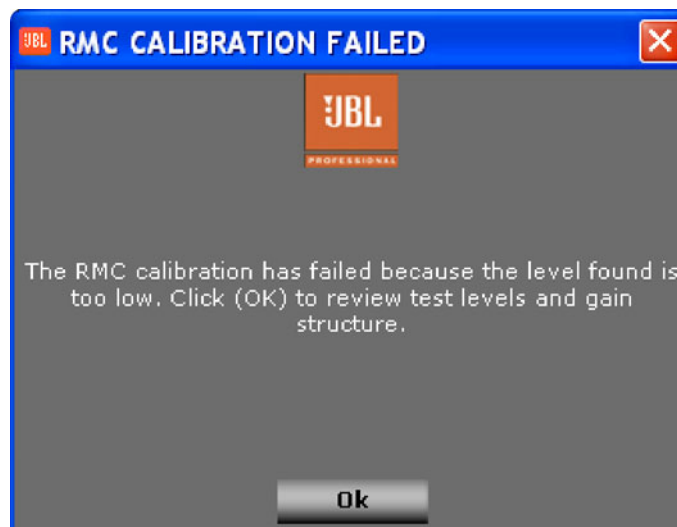 JBL RMC CALIBRATION FAILED
JBL
PROFESSIONAL
The RMC calibration has failed because the level found is
too low. Click (OK) to review test levels and gain
structure.
Ok